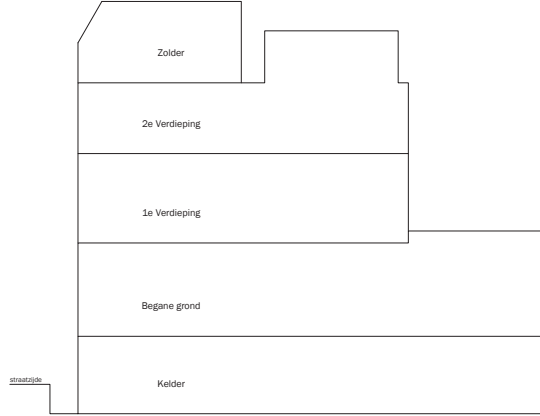 Zolder
2e Verdieping
1e Verdieping
Begane grond
straatzijde
Kelder